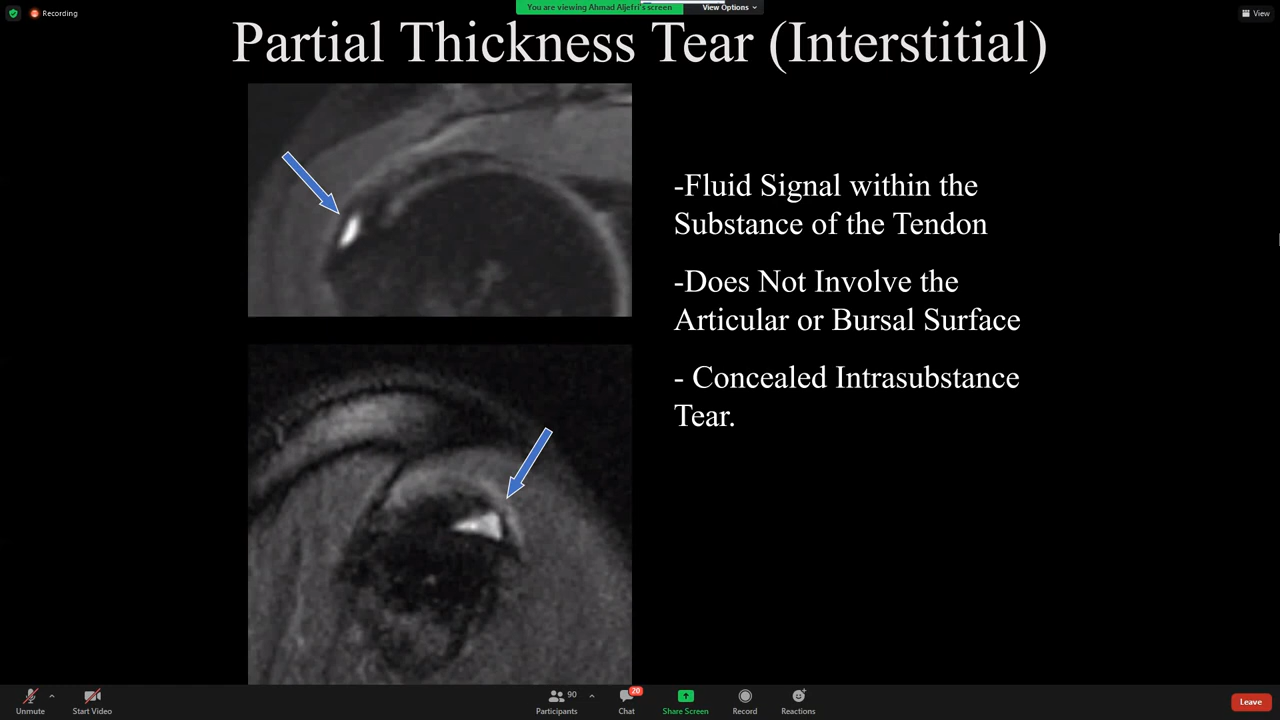 Recording
You are viewing Ahmad Aljefri's screen
View Options
View
Partial Thickness Tear (Interstitial)
-Fluid Signal within the
Substance of the Tendon
-Does Not Involve the
Articular or Bursal Surface
- Concealed Intrasubstance
Tear.
Unmute
Start Video
90
Participants
20
Chat
Share Screen
Record
Reactions
Leave